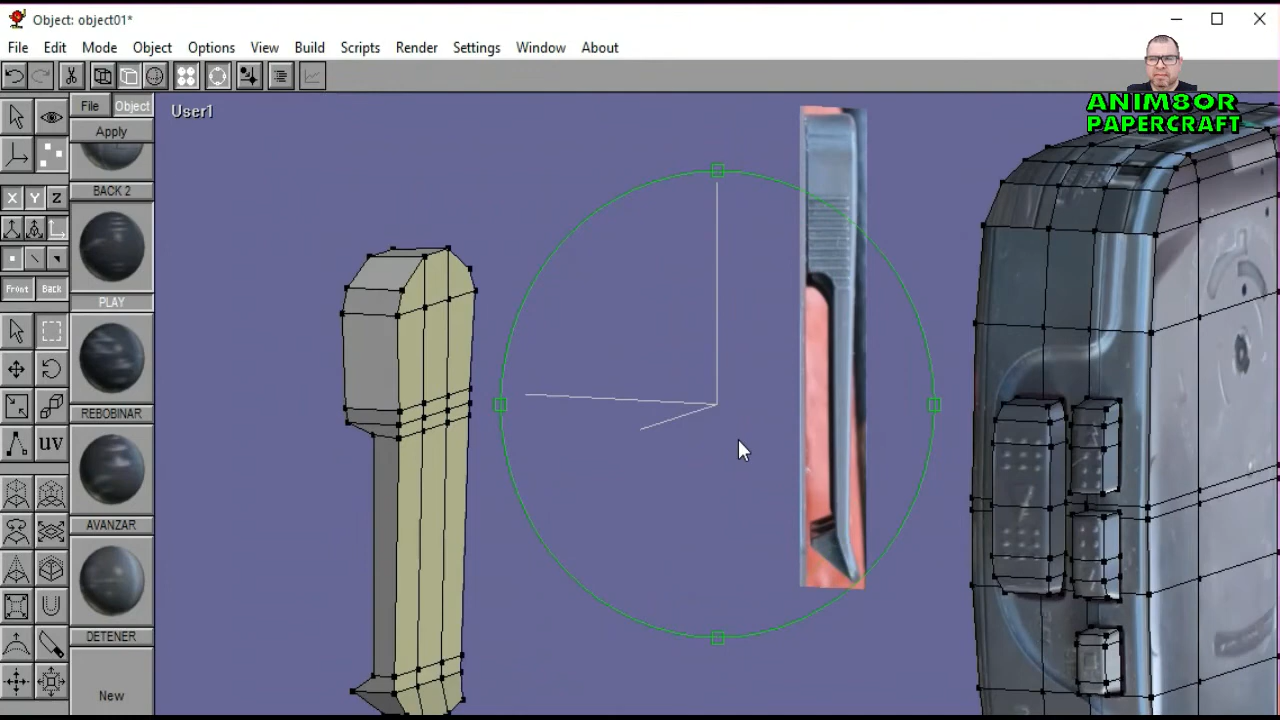 Object: object01*
File Edit Mode Object Options View Build Scripts Render Settings Window About
ANIM8OR
PAPERCRAFT
File Object
User1
Apply
BACK 2
X Y Z
Front Back
PLAY
REBOBINAR
uv
AVANZAR
DETENER
New